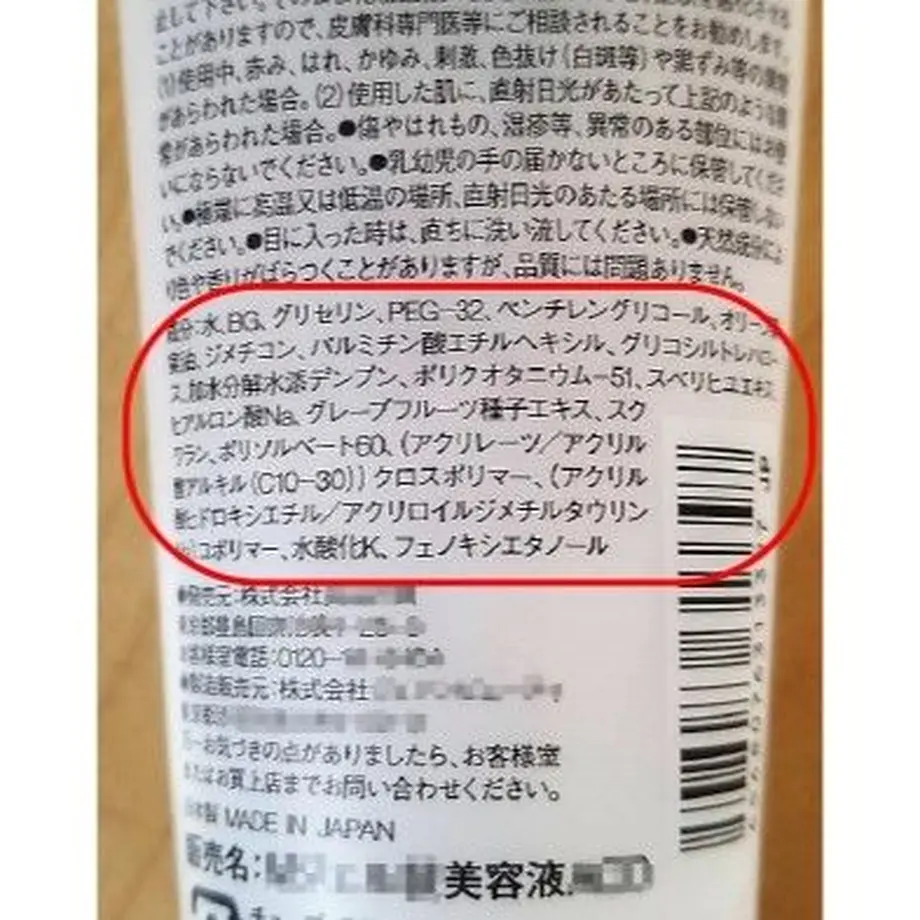 止して下さい。
ことがありますので、皮膚科専門医等にご相談されることをお勧めします。
(1)使用中、赤み、はれ、かゆみ、刺激、色抜け(白斑等)や黒ずみ等の異常
があらわれた場合。(2)使用した肌に、直射日光があたって上記のような異
常があらわれた場合。●傷やはれもの、湿疹等、異常のある部位にはお使
いにならないでください。●乳幼児の手の届かないところに保管してくださ
い。●極端に高温又は低温の場所、直射日光のあたる場所には保管しない
でください。●目に入った時は、直ちに洗い流してください。●天然成分によ
り色や香りがばらつくことがありますが、品質には問題ありません。
成分:水、BG、グリセリン、PEG-32、ペンチレングリコール、オリーブ果
実油、ジメチコン、パルミチン酸エチルヘキシル、グリコシルトレハロー
ス、加水分解水添デンプン、ポリクオタニウム-51、スベリヒユエキス、
ヒアルロン酸Na、グレープフルーツ種子エキス、スク
ワラン、ポリソルベート60、(アクリレーツ/アクリル
酸アルキル(C10-30))クロスポリマー、(アクリル
酸ヒドロキシエチル/アクリロイルジメチルタウリン
Na)コポリマー、水酸化K、フェノキシエタノール
●発売元:株式会社
東京都豊島区
お客様室電話:0120-
●製造販売元:株式会社
東京都
お気づきの点がありましたら、お客様室
またはお買上店までお問い合わせください。
日本製 MADE IN JAPAN
販売名: 美容液